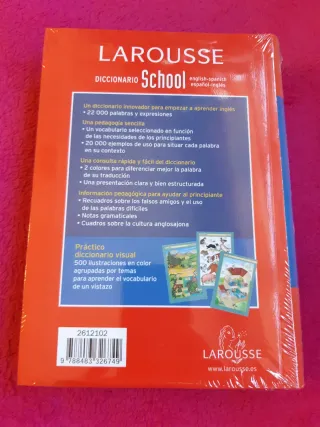 LAROUSSE
DICCIONARIO School english-spanish
español-inglés
Un diccionario innovador para empezar a aprender inglés
• 22 000 palabras y expresiones
Una pedagogía sencilla
• Un vocabulario seleccionado en función
de las necesidades de los principiantes
• 20 000 ejemplos de uso para situar cada palabra
en su contexto
Una consulta rápida y fácil del diccionario
• 2 colores para diferenciar mejor la palabra
de su traducción
• Una presentación clara y bien estructurada
Información pedagógica para ayudar al principiante
• Recuadros sobre los falsos amigos y el uso
de las palabras difíciles
• Notas gramaticales
• Cuadros sobre la cultura anglosajona
Práctico
diccionario visual
500 ilustraciones en color
agrupadas por temas
para aprender el vocabulario
de un vistazo
2612102
9 788483 326749
LAROUSSE
www.larousse.es